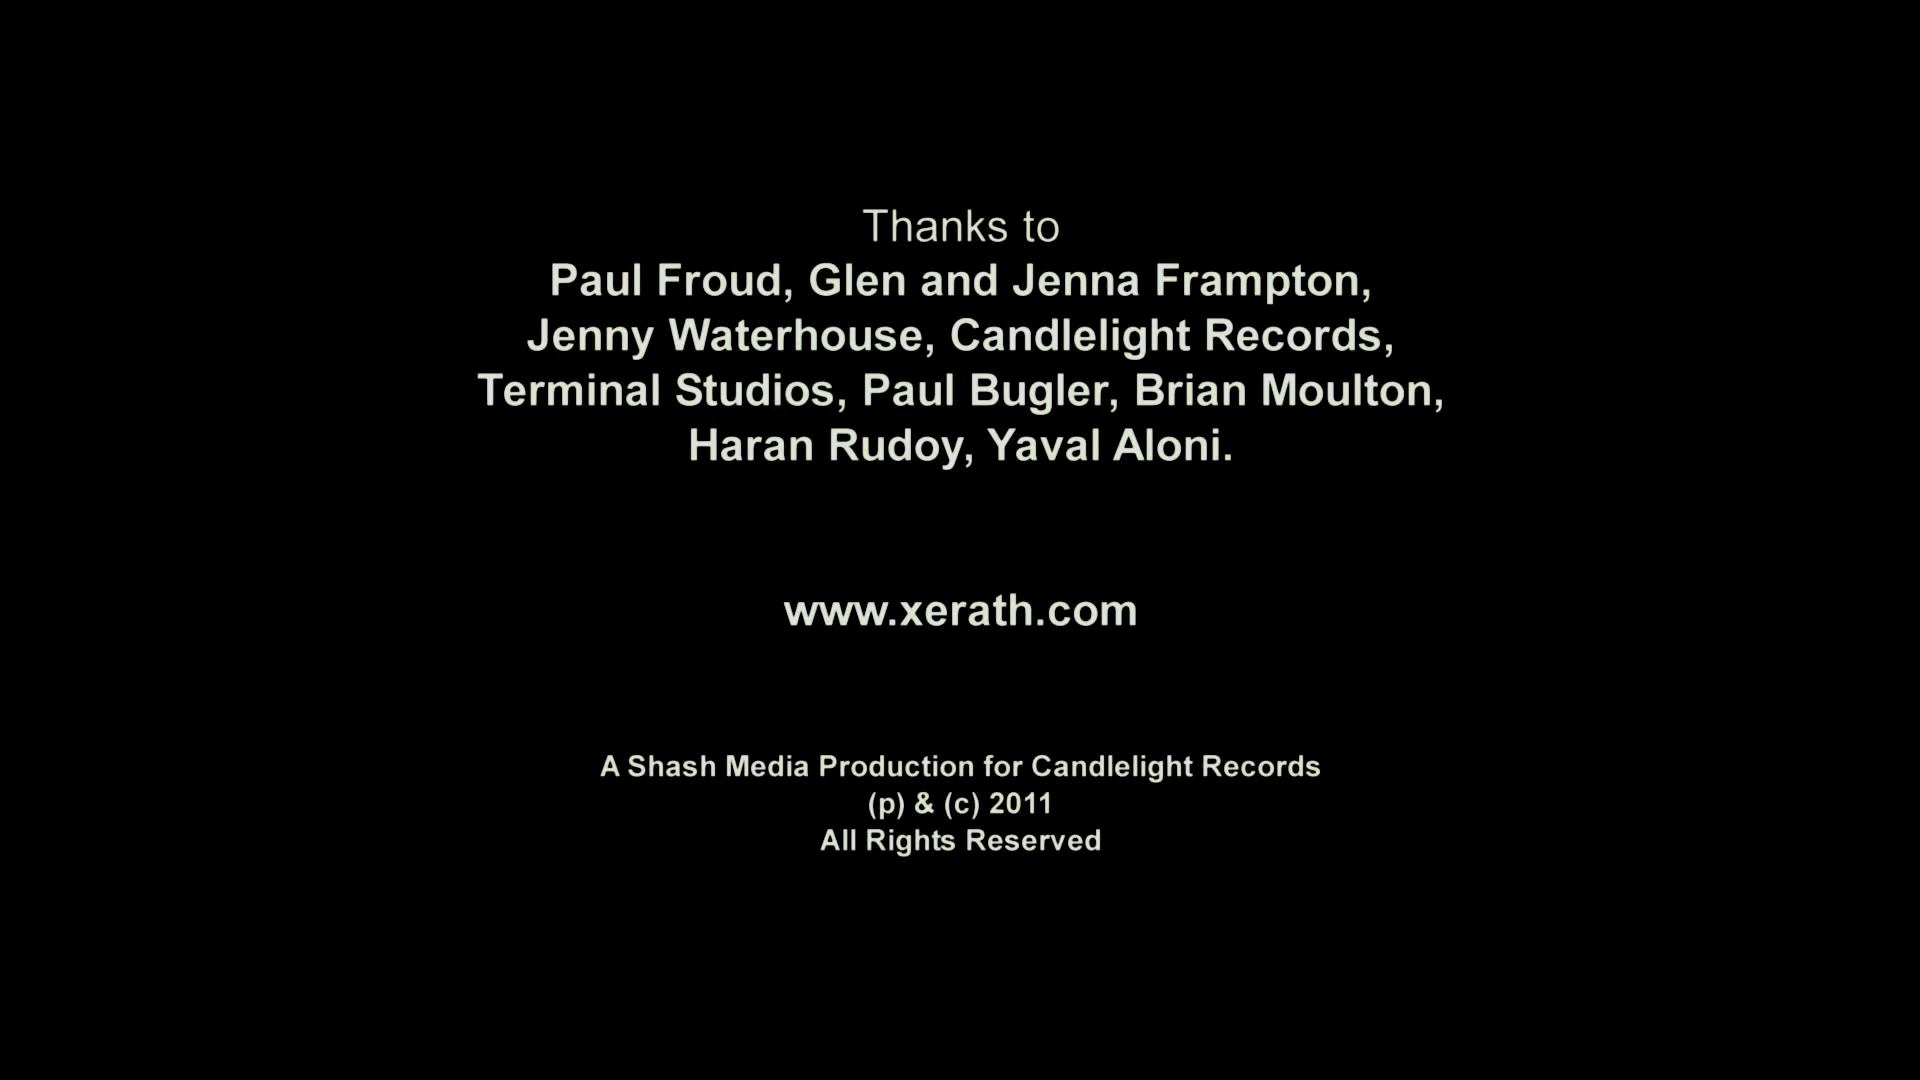 Thanks to
Paul Froud, Glen and Jenna Frampton,
Jenny Waterhouse, Candlelight Records,
Terminal Studios, Paul Bugler, Brian Moulton,
Haran Rudoy, Yaval Aloni.
www.xerath.com
A Shash Media Production for Candlelight Records
(p) & (c) 2011
All Rights Reserved